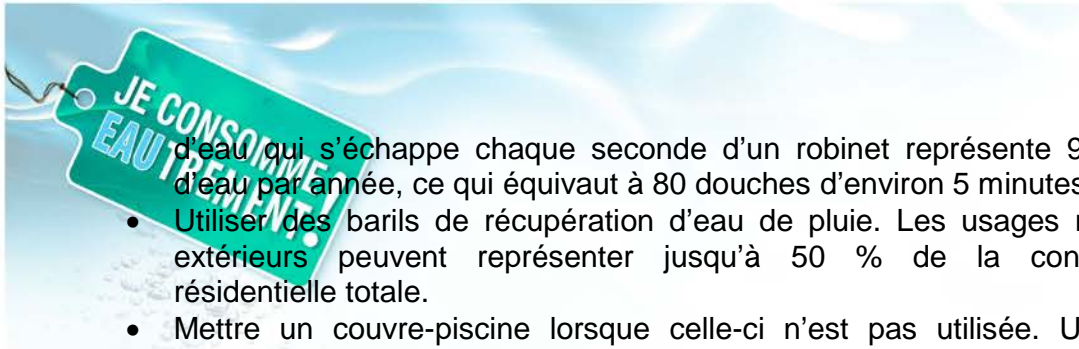 JE CONSOMME
EAUTREMENT!
d'eau qui s'échappe chaque seconde d'un robinet représente 9
d'eau par année, ce qui équivaut à 80 douches d'environ 5 minutes
• Utiliser des barils de récupération d'eau de pluie. Les usages
extérieurs peuvent représenter jusqu'à 50 % de la con
résidentielle totale.
• Mettre un couvre-piscine lorsque celle-ci n'est pas utilisée. U